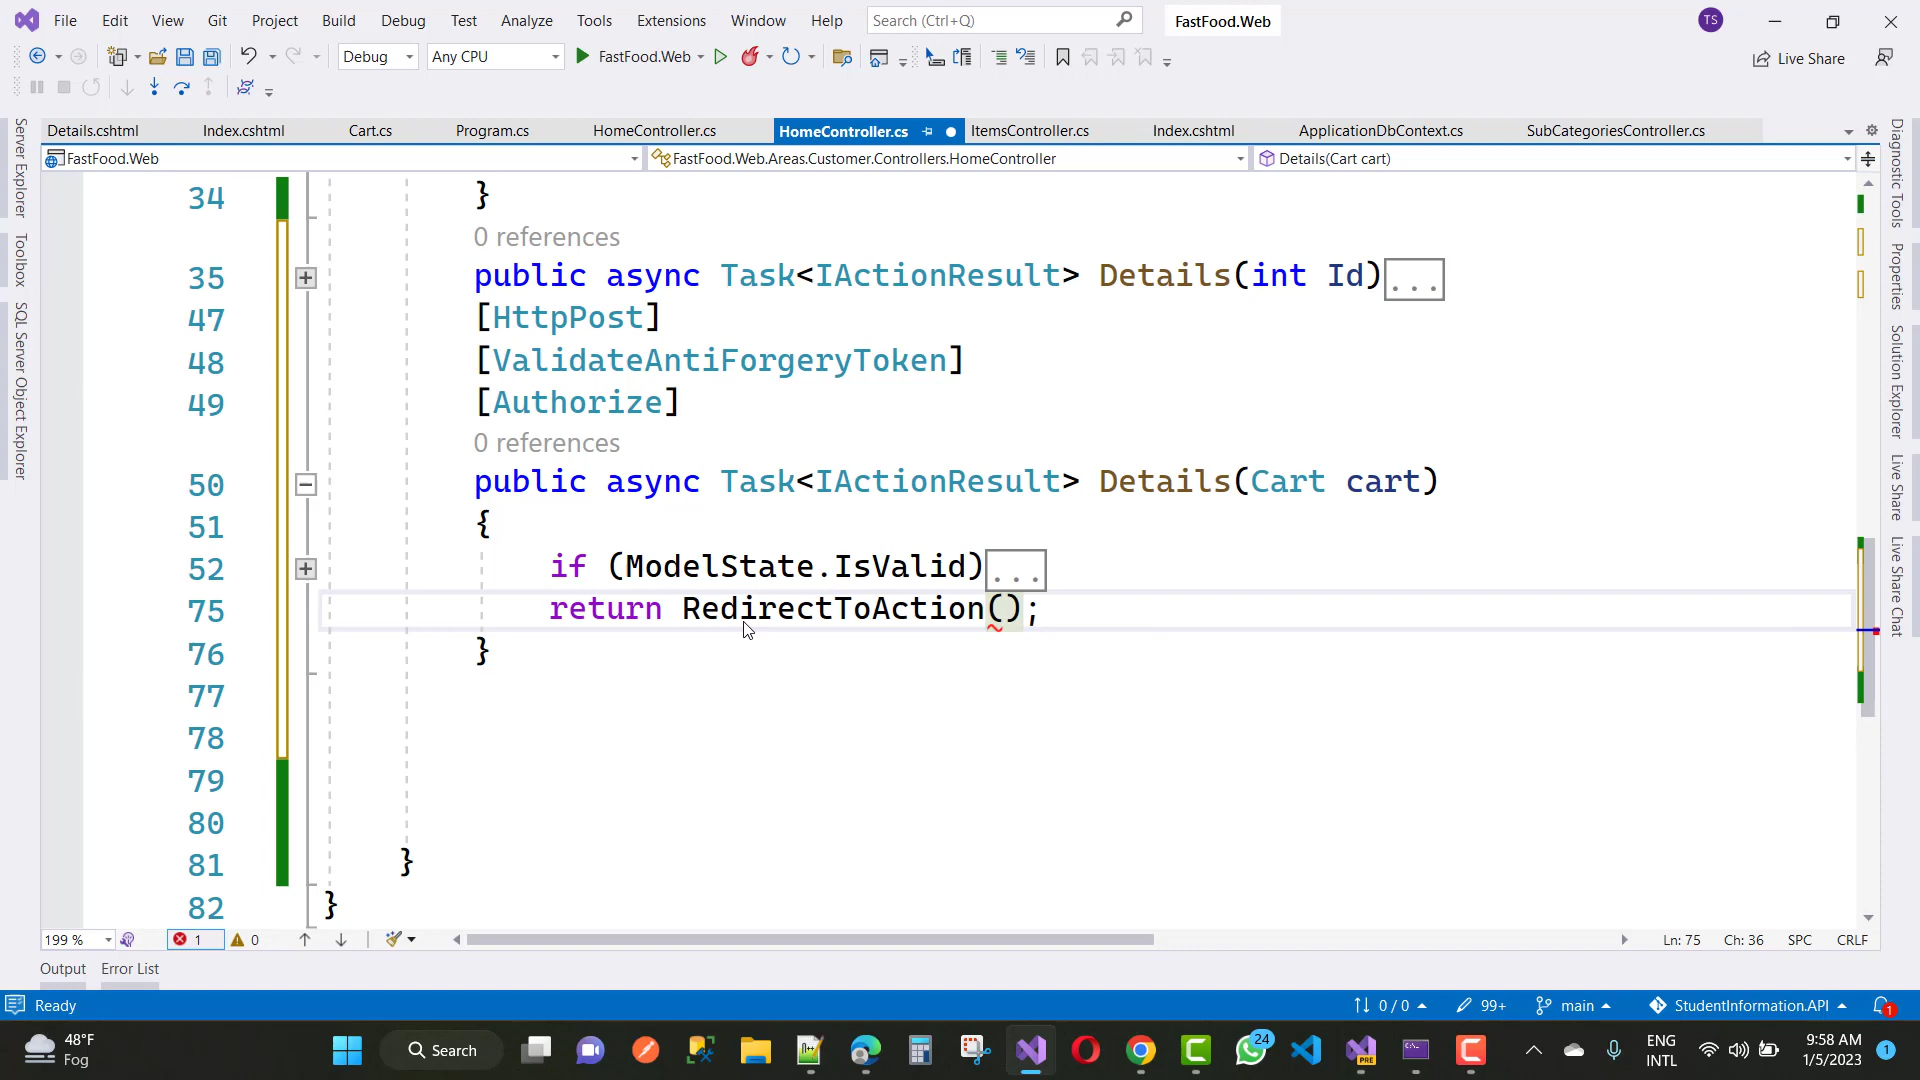 File Edit View Git Project Build Debug Test Analyze Tools Extensions Window Help Search (Ctrl+Q) FastFood.Web TS
Debug Any CPU FastFood.Web Live Share
Details.cshtml Index.cshtml Cart.cs Program.cs HomeController.cs HomeController.cs ItemsController.cs Index.cshtml ApplicationDbContext.cs SubCategoriesController.cs
FastFood.Web FastFood.Web.Areas.Customer.Controllers.HomeController Details(Cart cart)
Server Explorer
Toolbox
SQL Server Object Explorer
34 }
0 references
35 public async Task<IActionResult> Details(int Id)...
47 [HttpPost]
48 [ValidateAntiForgeryToken]
49 [Authorize]
0 references
50 public async Task<IActionResult> Details(Cart cart)
51 {
52 if (ModelState.IsValid)...
75 return RedirectToAction();
76 }
77
78
79
80
81 }
82 }
Diagnostic Tools
Properties
Solution Explorer
Live Share
Live Share Chat
199 % 1 0 Ln: 75 Ch: 36 SPC CRLF
Output Error List
Ready 0 / 0 99+ main StudentInformation.API 1
48°F
Fog
Search
24
PRE
ENG
INTL
9:58 AM
1/5/2023
1